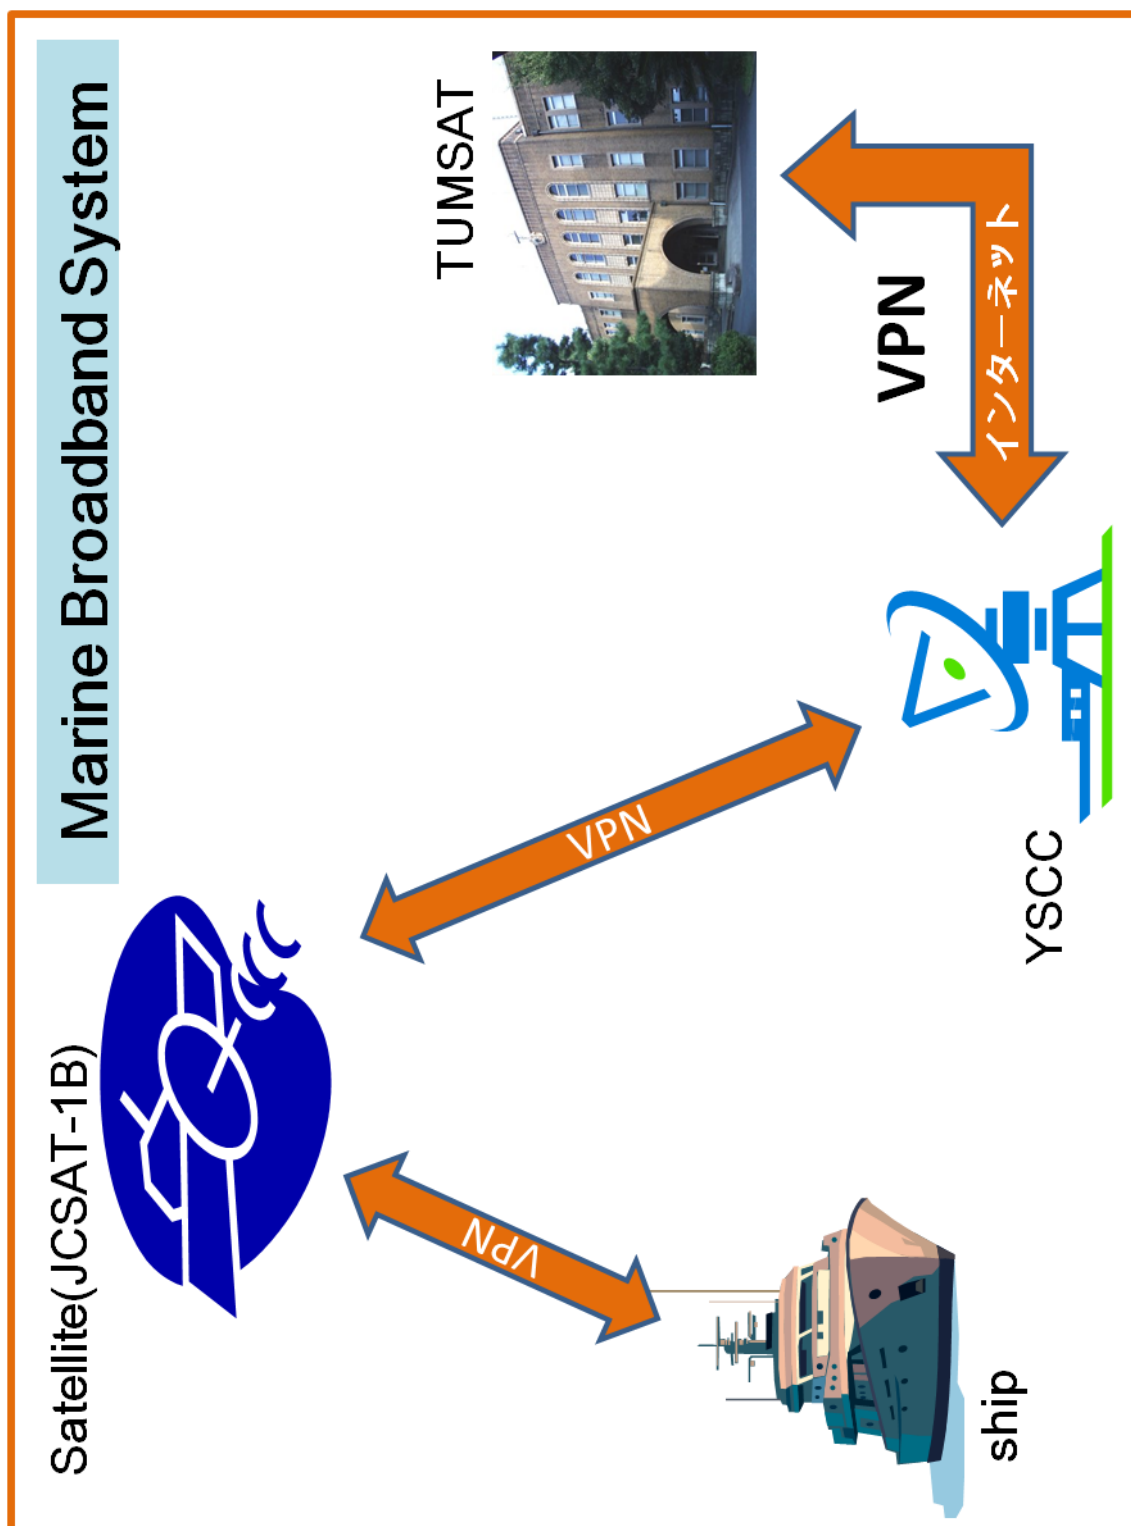 Marine Broadband System
Satellite(JCSAT-1B)
TUMSAT
VPN
VPN
VPN
インターネット
YSCC
ship